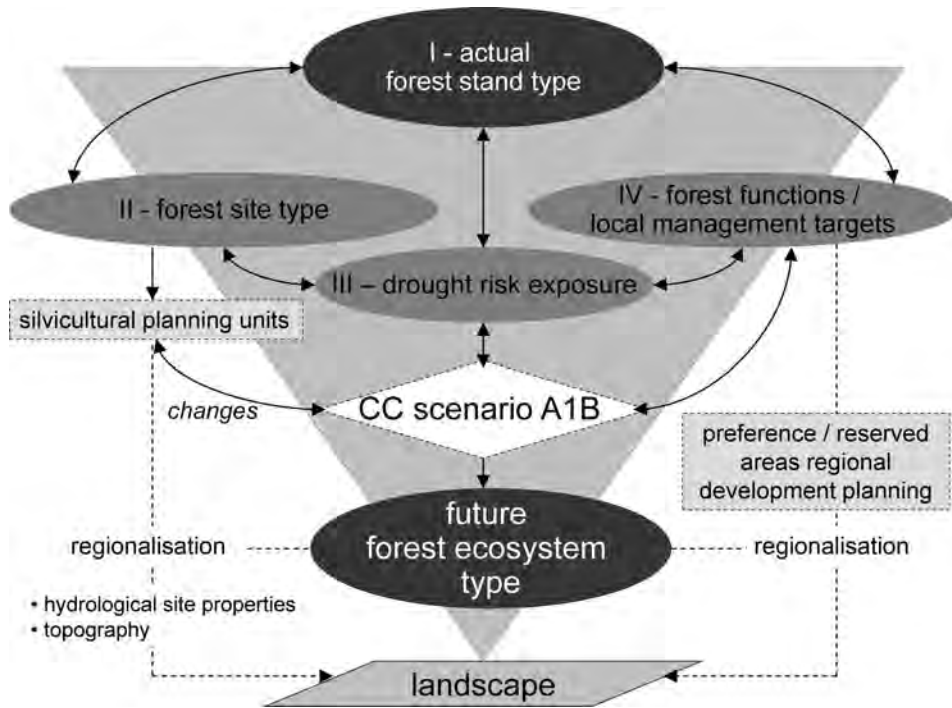 I - actual
forest stand type
II - forest site type
IV - forest functions /
local management targets
III – drought risk exposure
silvicultural planning units
changes
CC scenario A1B
preference / reserved
areas regional
development planning
future
forest ecosystem
type
regionalisation
regionalisation
• hydrological site properties
• topography
landscape